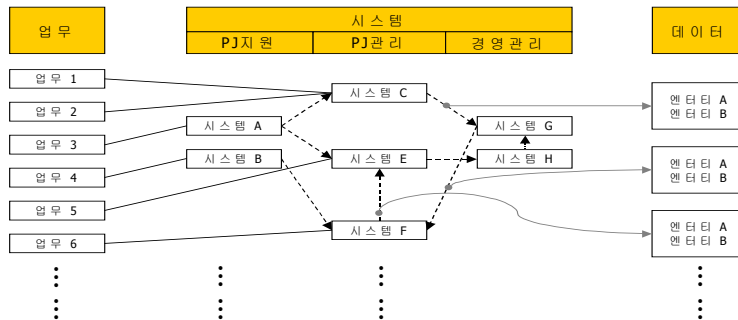 업무
시스템
PJ지원
PJ관리
경영관리
데이터
업무 1
업무 2
업무 3
업무 4
업무 5
업무 6
시스템 A
시스템 B
시스템 C
시스템 E
시스템 F
시스템 G
시스템 H
엔터티 A
엔터티 B
엔터티 A
엔터티 B
엔터티 A
엔터티 B